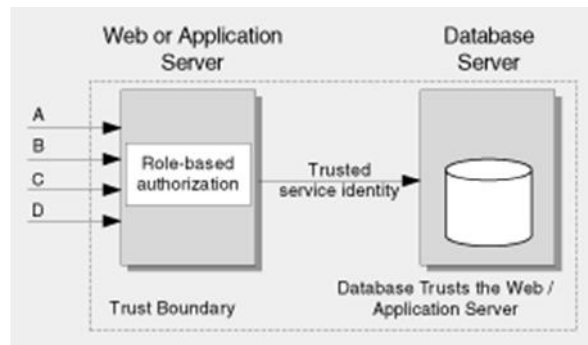 Web or Application
Server
Database
Server
A
B
C
D
Role-based
authorization
Trusted
service identity
Trust Boundary
Database Trusts the Web /
Application Server